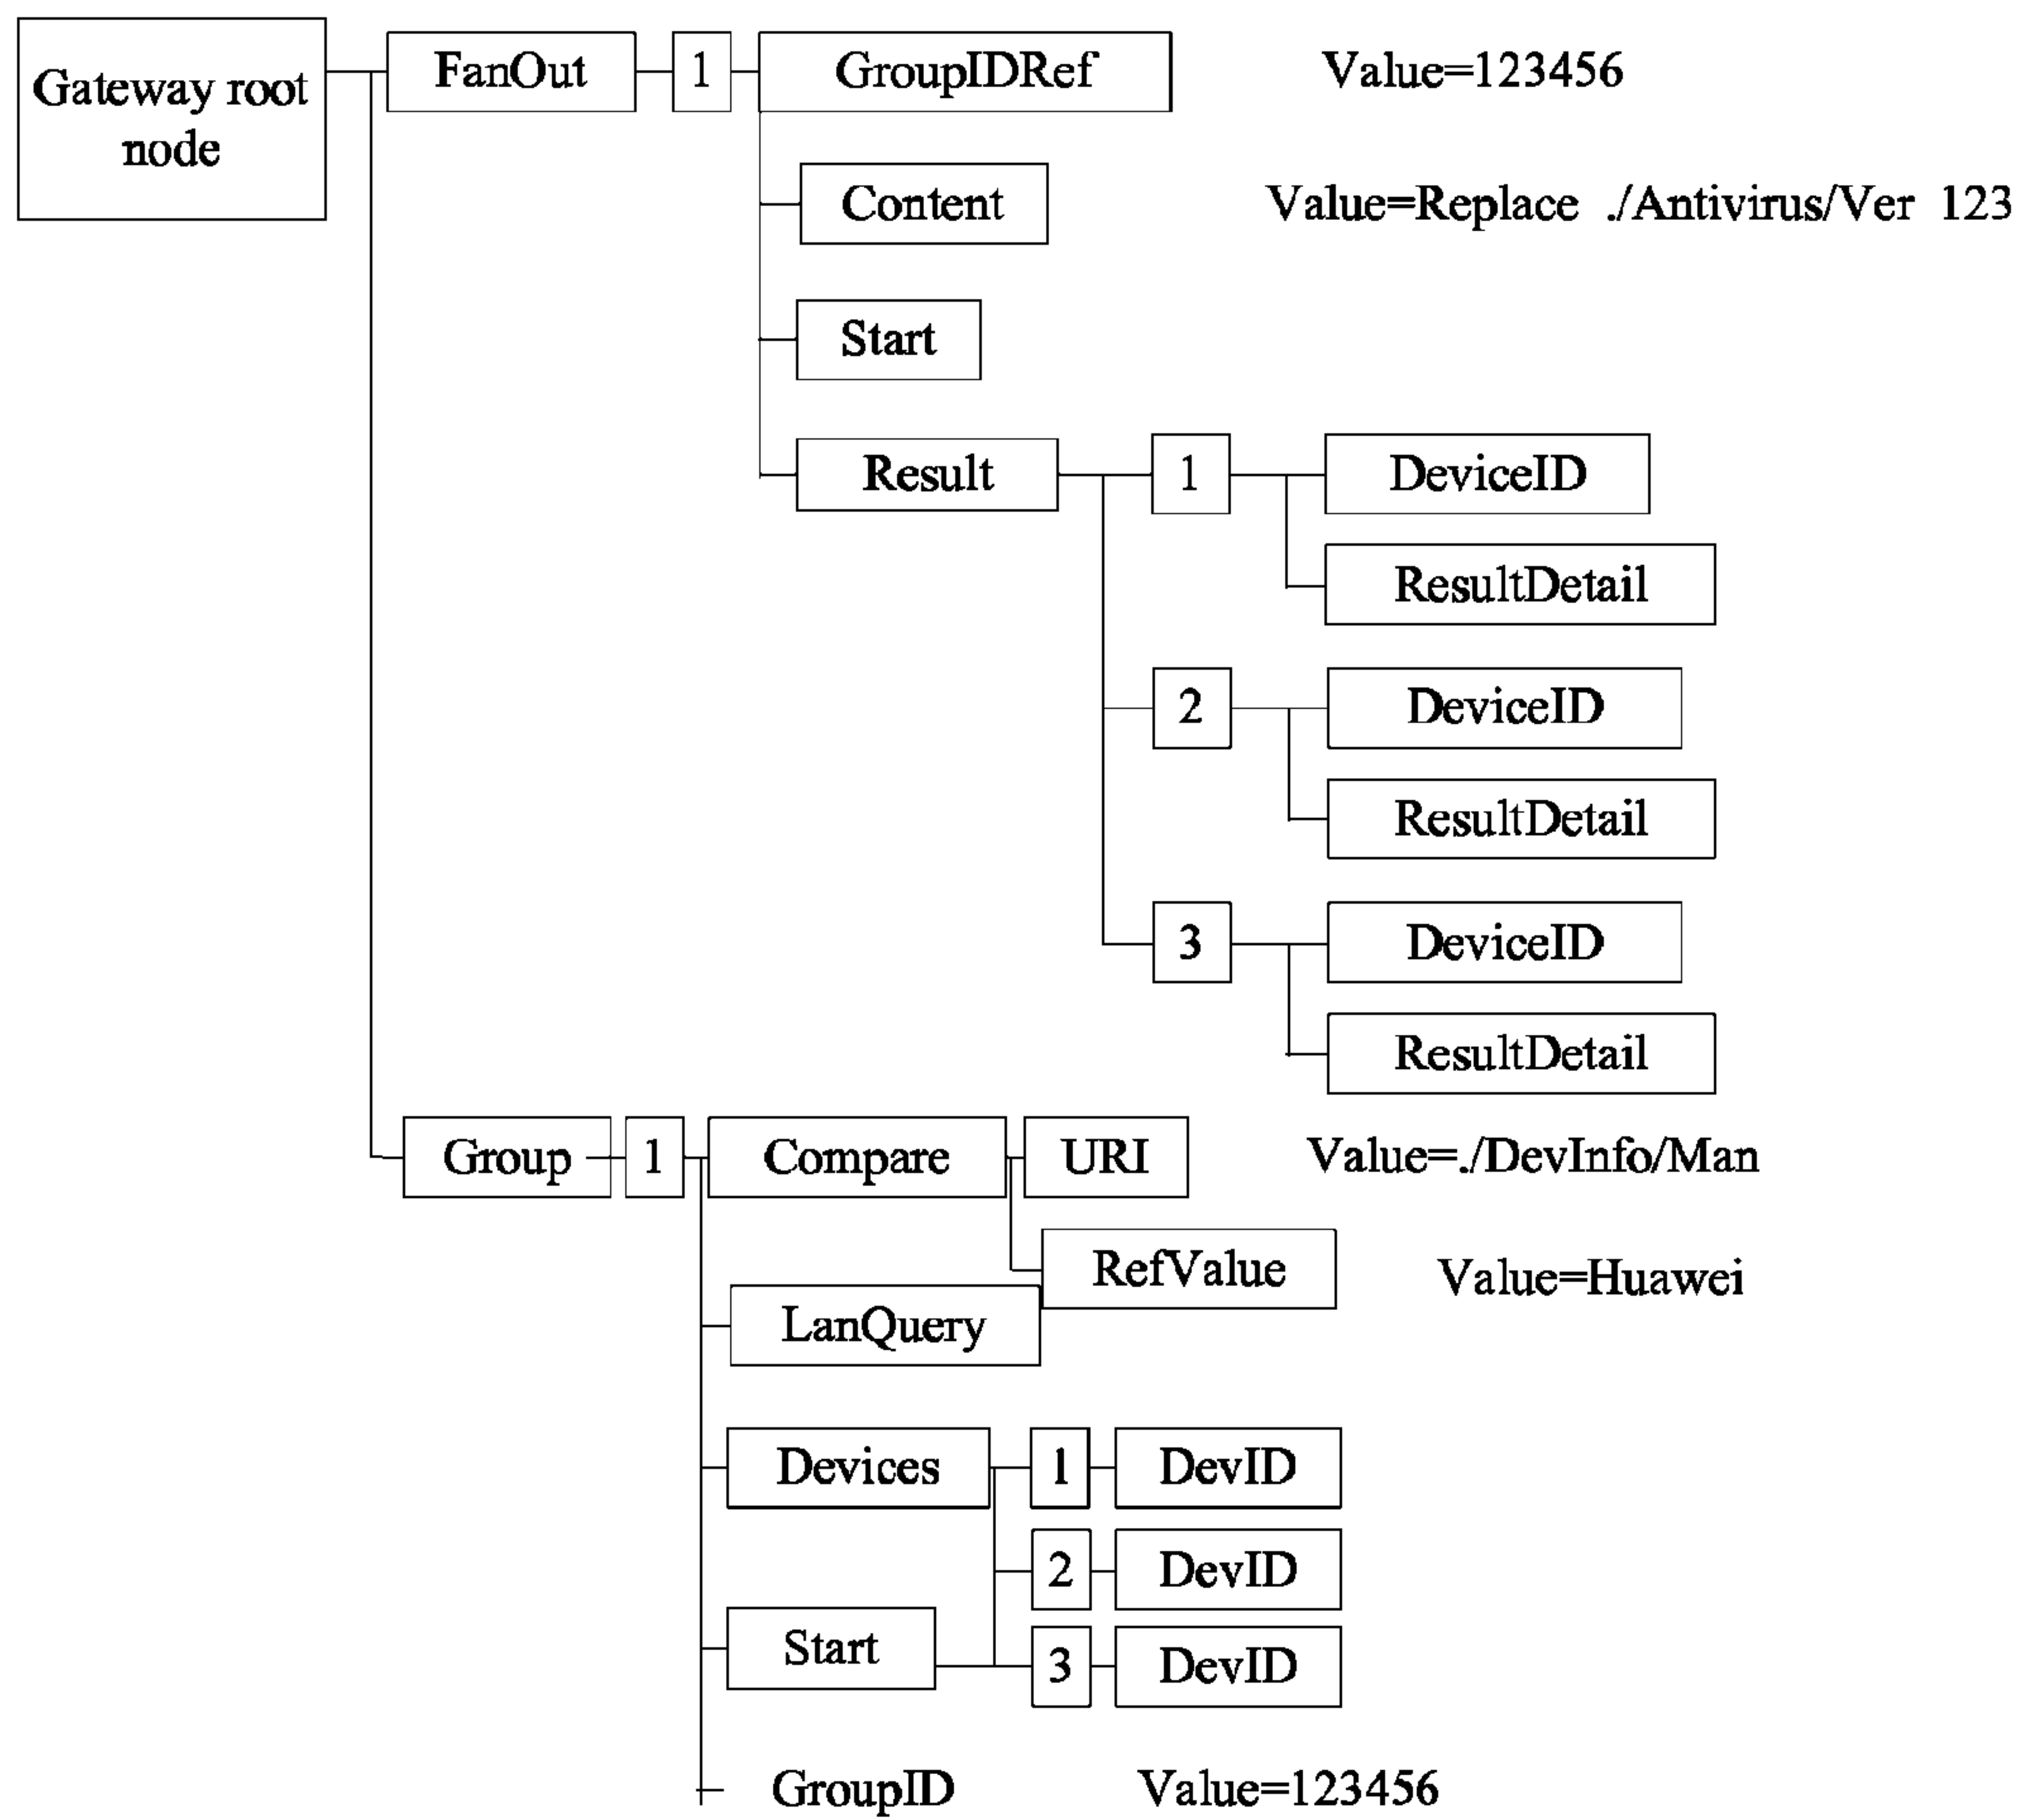 Gateway root
node
FanOut 1 GroupIDRef Value=123456
Content Value=Replace ./Antivirus/Ver 123
Start
Result 1 DeviceID
ResultDetail
2 DeviceID
ResultDetail
3 DeviceID
ResultDetail
Group 1 Compare URI Value=./DevInfo/Man
RefValue Value=Huawei
LanQuery
Devices 1 DevID
2 DevID
Start 3 DevID
GroupID Value=123456